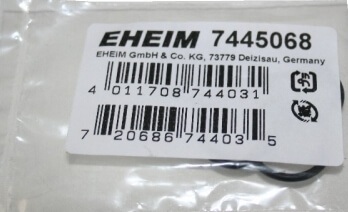 EHEIM 7445068
EHEIM GmbH & Co. KG, 73779 Deizisau, Germany
4 011708 744031
7 20686 74403 5